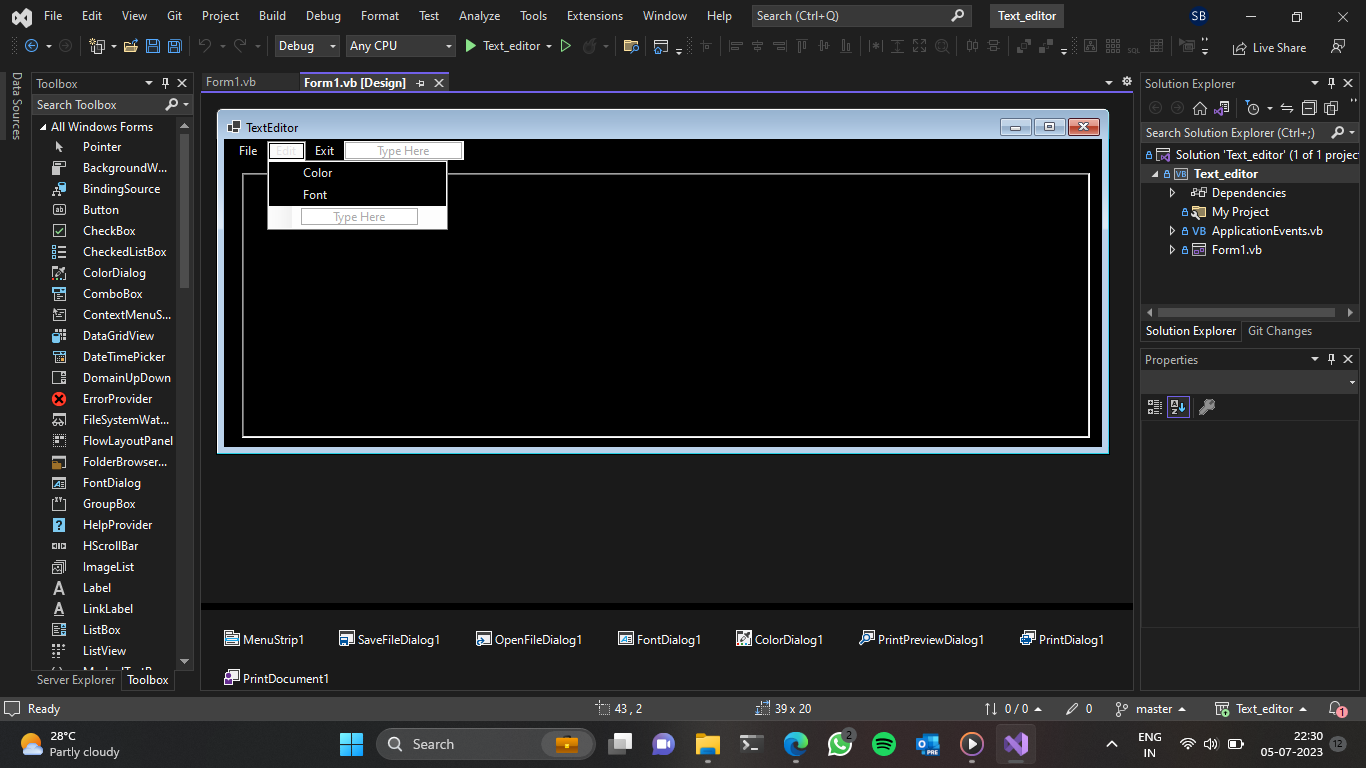 File Edit View Git Project Build Debug Format Test Analyze Tools Extensions Window Help Search (Ctrl+Q) Text_editor SB
Debug Any CPU Text_editor Live Share
Data Sources
Toolbox
Search Toolbox
All Windows Forms
Pointer
BackgroundW...
BindingSource
Button
CheckBox
CheckedListBox
ColorDialog
ComboBox
ContextMenuS...
DataGridView
DateTimePicker
DomainUpDown
ErrorProvider
FileSystemWat...
FlowLayoutPanel
FolderBrowser...
FontDialog
GroupBox
HelpProvider
HScrollBar
ImageList
Label
LinkLabel
ListBox
ListView
Server Explorer Toolbox
Form1.vb Form1.vb [Design]
TextEditor
File Edit Exit Type Here
Color
Font
Type Here
MenuStrip1 SaveFileDialog1 OpenFileDialog1 FontDialog1 ColorDialog1 PrintPreviewDialog1 PrintDialog1
PrintDocument1
Solution Explorer
Search Solution Explorer (Ctrl+;)
Solution 'Text_editor' (1 of 1 projec
Text_editor
Dependencies
My Project
ApplicationEvents.vb
Form1.vb
Solution Explorer Git Changes
Properties
Ready 43 , 2 39 x 20 0 / 0 0 master Text_editor 1
28°C
Partly cloudy
Search
2
PRE
ENG
IN
22:30
05-07-2023
12